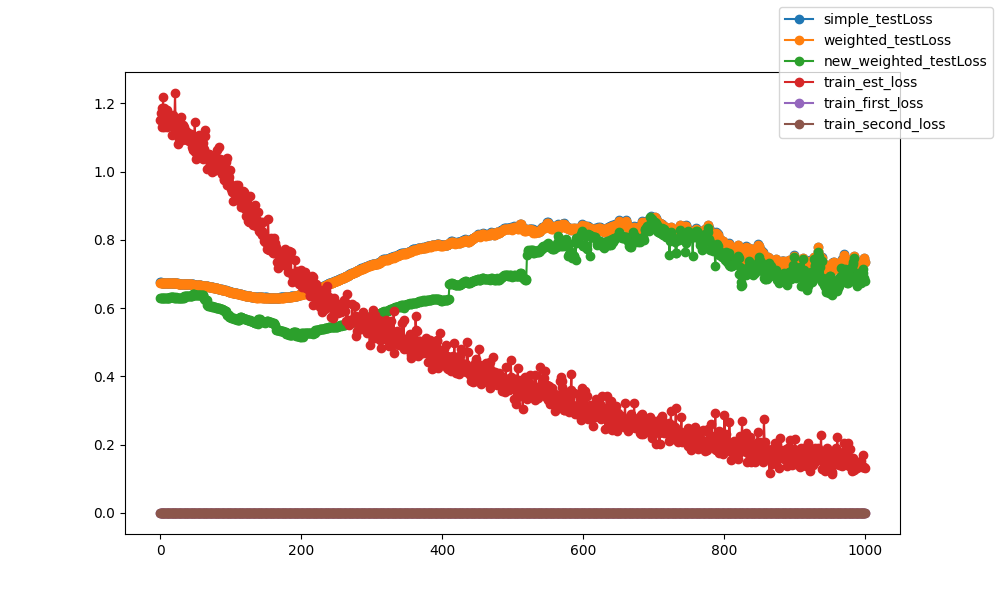 simple_testLoss
weighted_testLoss
new_weighted_testLoss
train_est_loss
train_first_loss
train_second_loss
1.2
1.0
0.8
0.6
0.4
0.2
0.0
0 200 400 600 800 1000